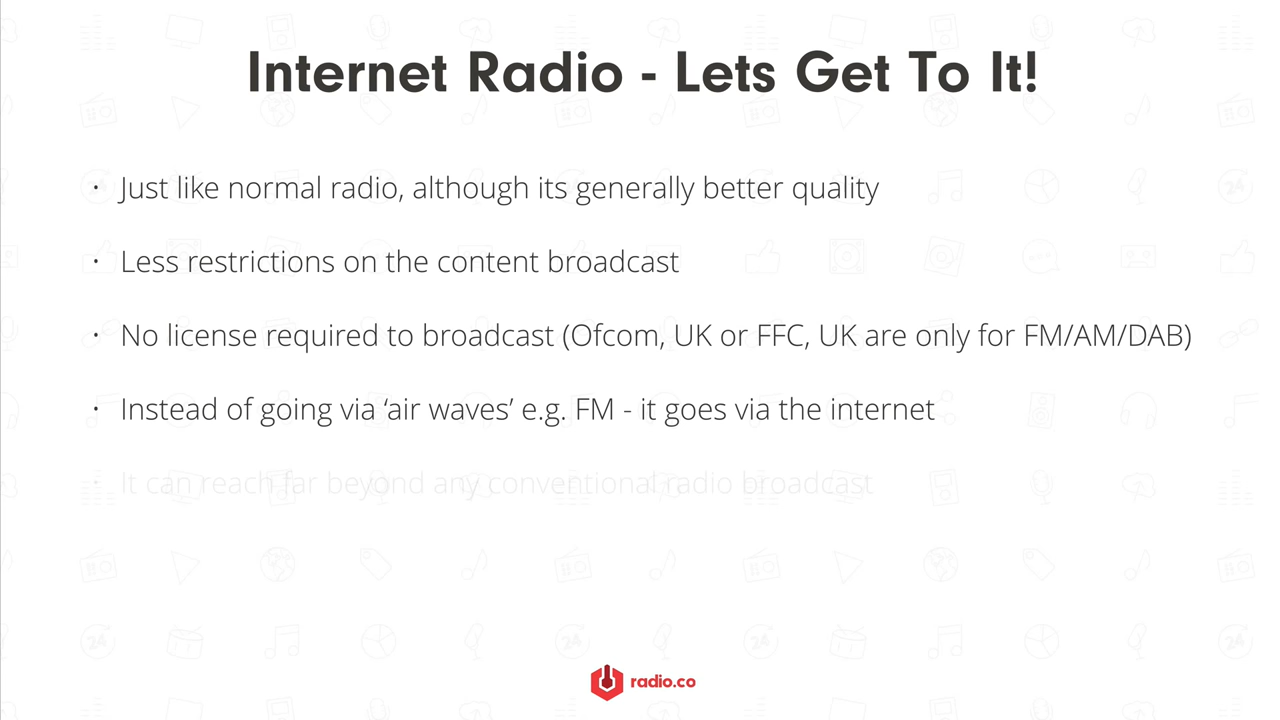 Internet Radio - Lets Get To It!
· Just like normal radio, although its generally better quality
· Less restrictions on the content broadcast
· No license required to broadcast (Ofcom, UK or FFC, UK are only for FM/AM/DAB)
· Instead of going via ‘air waves’ e.g. FM - it goes via the internet
· It can reach far beyond any conventional radio broadcast
radio.co